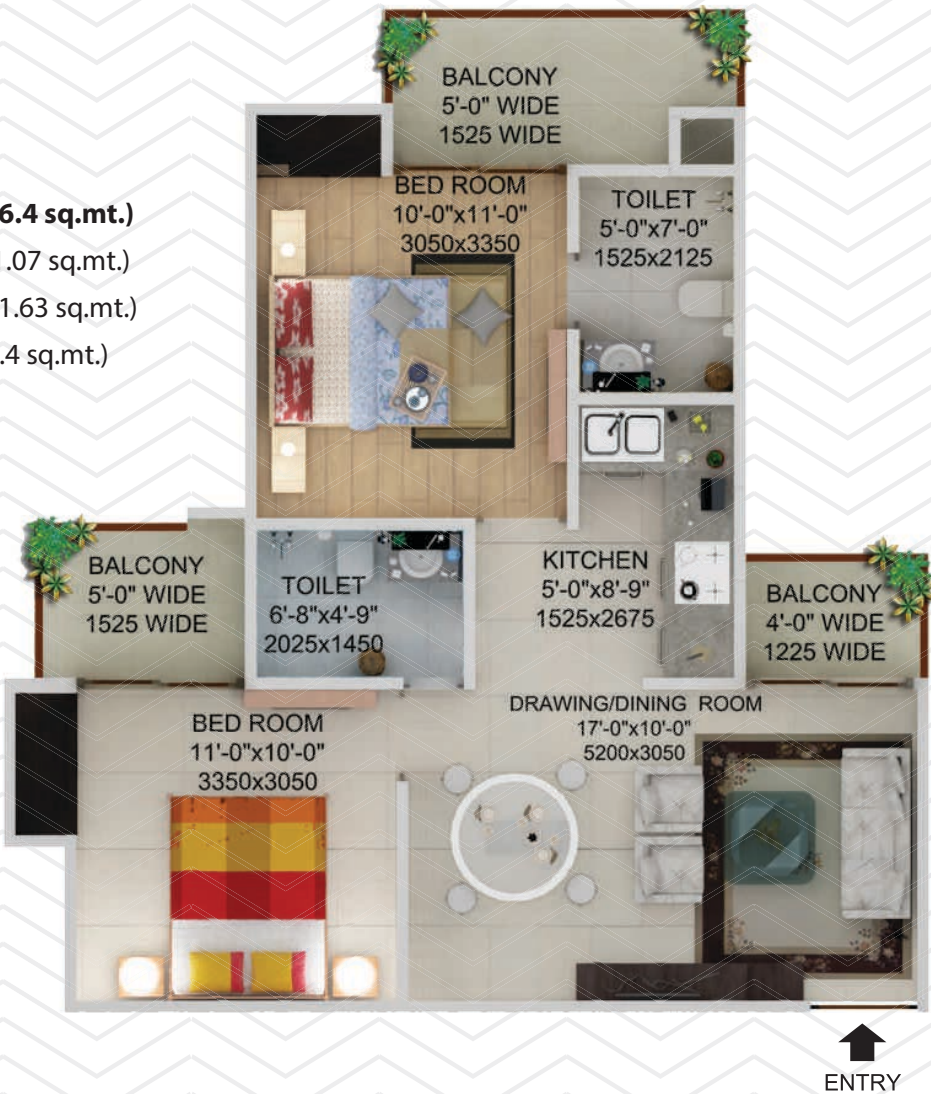 BALCONY
5'-0" WIDE
1525 WIDE
6.4 sq.mt.)
.07 sq.mt.)
1.63 sq.mt.)
.4 sq.mt.)
BED ROOM
10'-0"x11'-0"
3050x3350
TOILET
5'-0"x7'-0"
1525x2125
BALCONY
5'-0" WIDE
1525 WIDE
TOILET
6'-8"x4'-9"
2025x1450
KITCHEN
5'-0"x8'-9"
1525x2675
BALCONY
4'-0" WIDE
1225 WIDE
BED ROOM
11'-0"x10'-0"
3350x3050
DRAWING/DINING ROOM
17'-0"x10'-0"
5200x3050
ENTRY